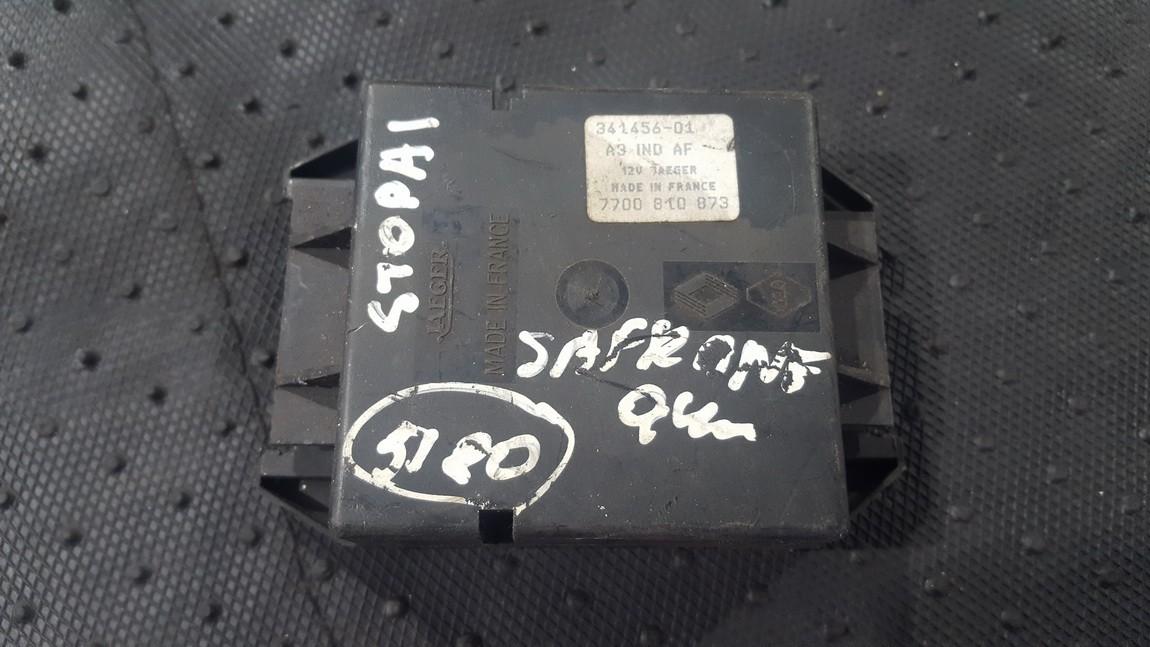 STOPAI
341456-01
A3 IND AF
12V JAEGER
MADE IN FRANCE
7700 810 873
JAEGER
MADE IN FRANCE
SAFRANE
5120